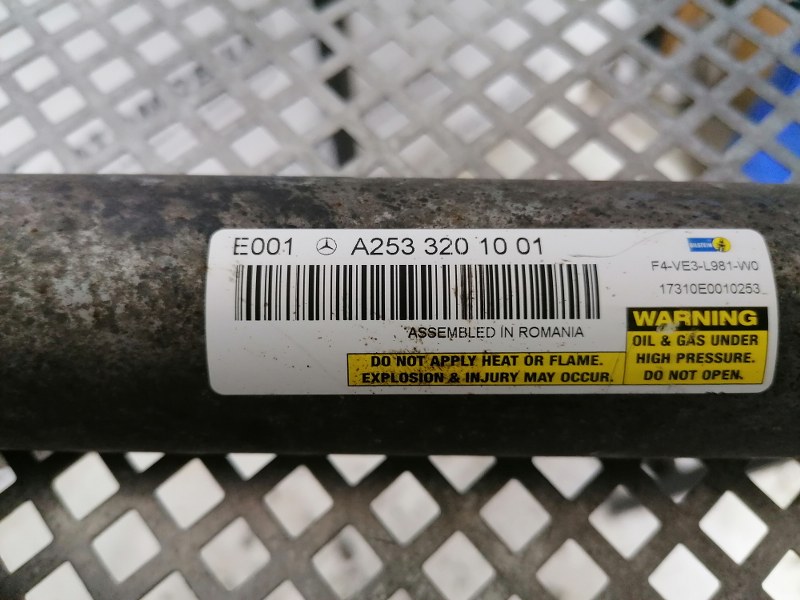 E001 A253 320 10 01
BILSTEIN
F4-VE3-L981-W0
17310E0010253
ASSEMBLED IN ROMANIA
WARNING
OIL & GAS UNDER
HIGH PRESSURE.
DO NOT OPEN.
DO NOT APPLY HEAT OR FLAME.
EXPLOSION & INJURY MAY OCCUR.